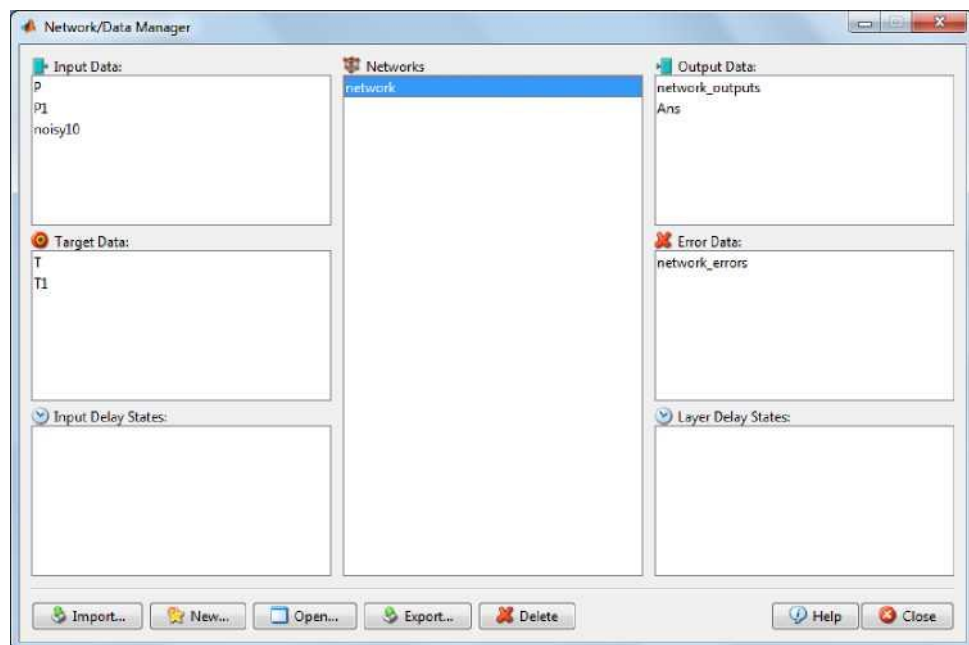 Network/Data Manager
Input Data:
P
P1
noisy10
Networks
network
Output Data:
network_outputs
Ans
Target Data:
T
T1
Error Data:
network_errors
Input Delay States:
Layer Delay States:
Import...
New...
Open...
Export...
Delete
Help
Close